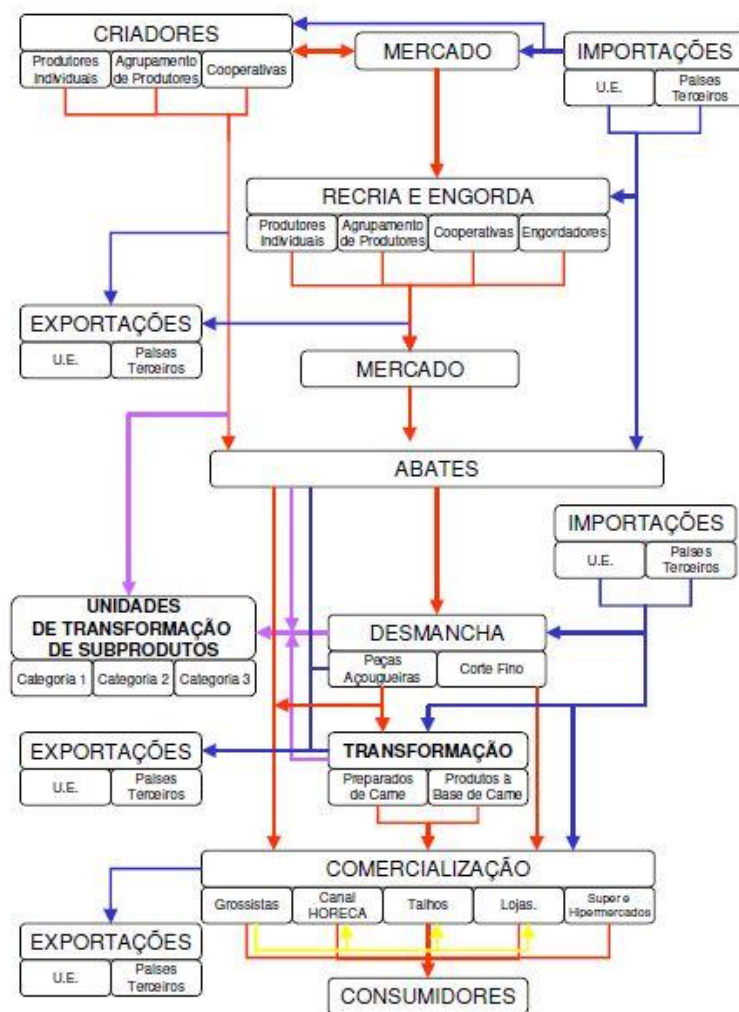 CRIADORES
Produtores
Individuais
Agrupamento
de Produtores
Cooperativas
MERCADO
IMPORTAÇÕES
U.E.
Países
Terceiros
RECRIA E ENGORDA
Produtores
Individuais
Agrupamento
de Produtores
Cooperativas
Engordadores
EXPORTAÇÕES
U.E.
Países
Terceiros
MERCADO
ABATES
IMPORTAÇÕES
U.E.
Países
Terceiros
UNIDADES
DE TRANSFORMAÇÃO
DE SUBPRODUTOS
Categoria 1
Categoria 2
Categoria 3
DESMANCHA
Peças
Açougueiras
Corte Fino
EXPORTAÇÕES
U.E.
Países
Terceiros
TRANSFORMAÇÃO
Preparados
de Carne
Produtos à
Base de Carne
COMERCIALIZAÇÃO
Grossistas
Canal
HORECA
Talhos
Lojas.
Super e
Hipermercados
EXPORTAÇÕES
U.E.
Países
Terceiros
CONSUMIDORES